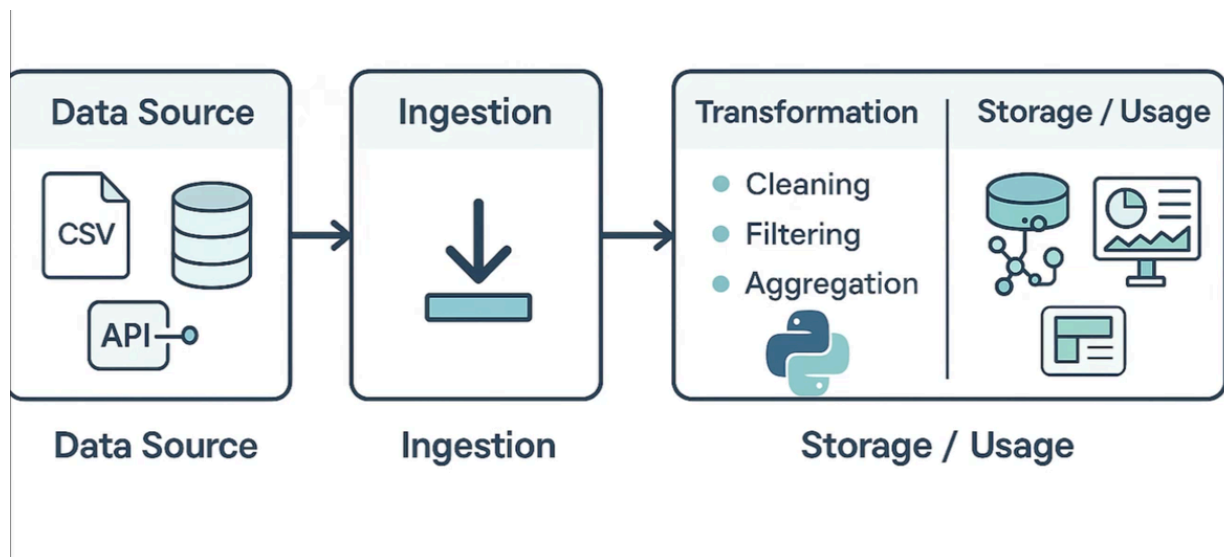 Data Source
CSV
API
Ingestion
Transformation
Cleaning
Filtering
Aggregation
Storage / Usage
Data Source
Ingestion
Storage / Usage